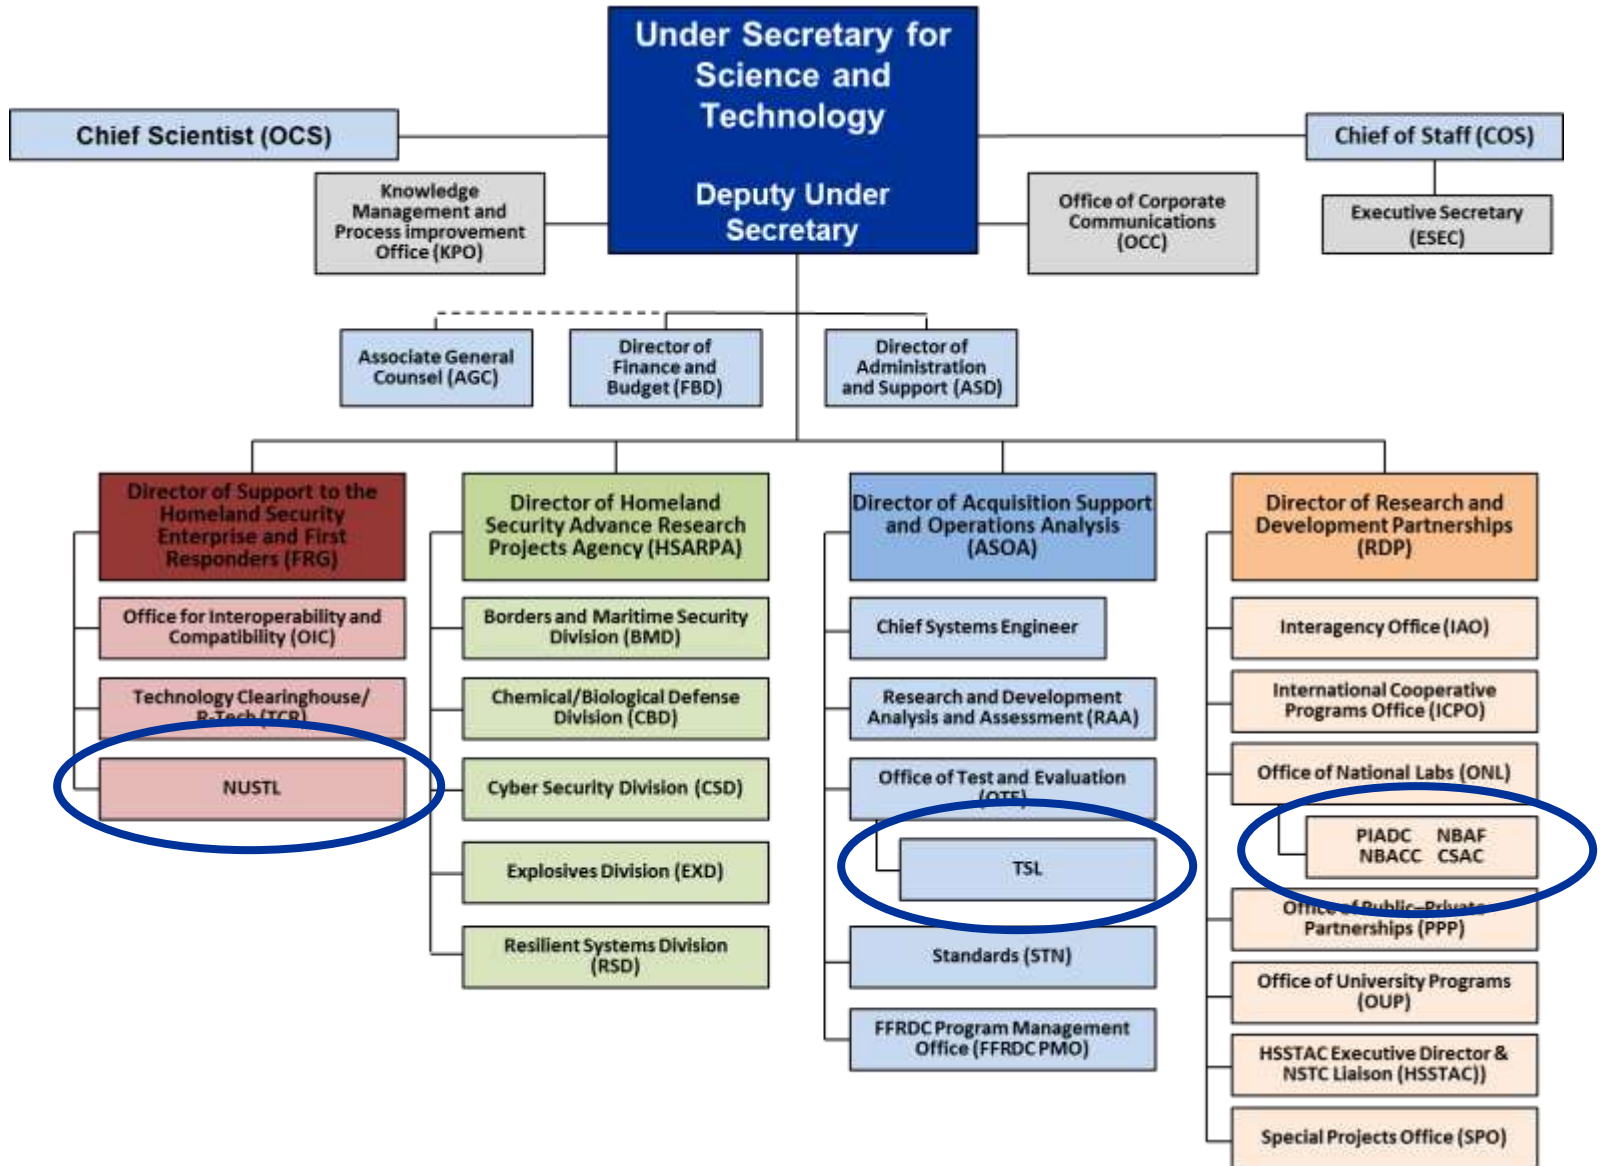 Under Secretary for
Science and
Technology
Deputy Under
Secretary
Chief Scientist (OCS)
Chief of Staff (COS)
Knowledge
Management and
Process improvement
Office (KPO)
Office of Corporate
Communications
(OCC)
Executive Secretary
(ESEC)
Associate General
Counsel (AGC)
Director of
Finance and
Budget (FBD)
Director of
Administration
and Support (ASD)
Director of Support to the
Homeland Security
Enterprise and First
Responders (FRG)
Office for Interoperability and
Compatibility (OIC)
Technology Clearinghouse/
R-Tech (TCR)
NUSTL
Director of Homeland
Security Advance Research
Projects Agency (HSARPA)
Borders and Maritime Security
Division (BMD)
Chemical/Biological Defense
Division (CBD)
Cyber Security Division (CSD)
Explosives Division (EXD)
Resilient Systems Division
(RSD)
Director of Acquisition Support
and Operations Analysis
(ASOA)
Chief Systems Engineer
Research and Development
Analysis and Assessment (RAA)
Office of Test and Evaluation
(OTE)
TSL
Standards (STN)
FFRDC Program Management
Office (FFRDC PMO)
Director of Research and
Development Partnerships
(RDP)
Interagency Office (IAO)
International Cooperative
Programs Office (ICPO)
Office of National Labs (ONL)
PIADC NBAF
NBACC CSAC
Office of Public–Private
Partnerships (PPP)
Office of University Programs
(OUP)
HSSTAC Executive Director &
NSTC Liaison (HSSTAC))
Special Projects Office (SPO)